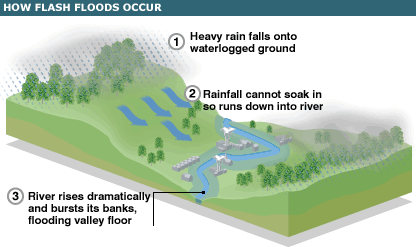 HOW FLASH FLOODS OCCUR
1 Heavy rain falls onto
waterlogged ground
2 Rainfall cannot soak in
so runs down into river
3 River rises dramatically
and bursts its banks,
flooding valley floor